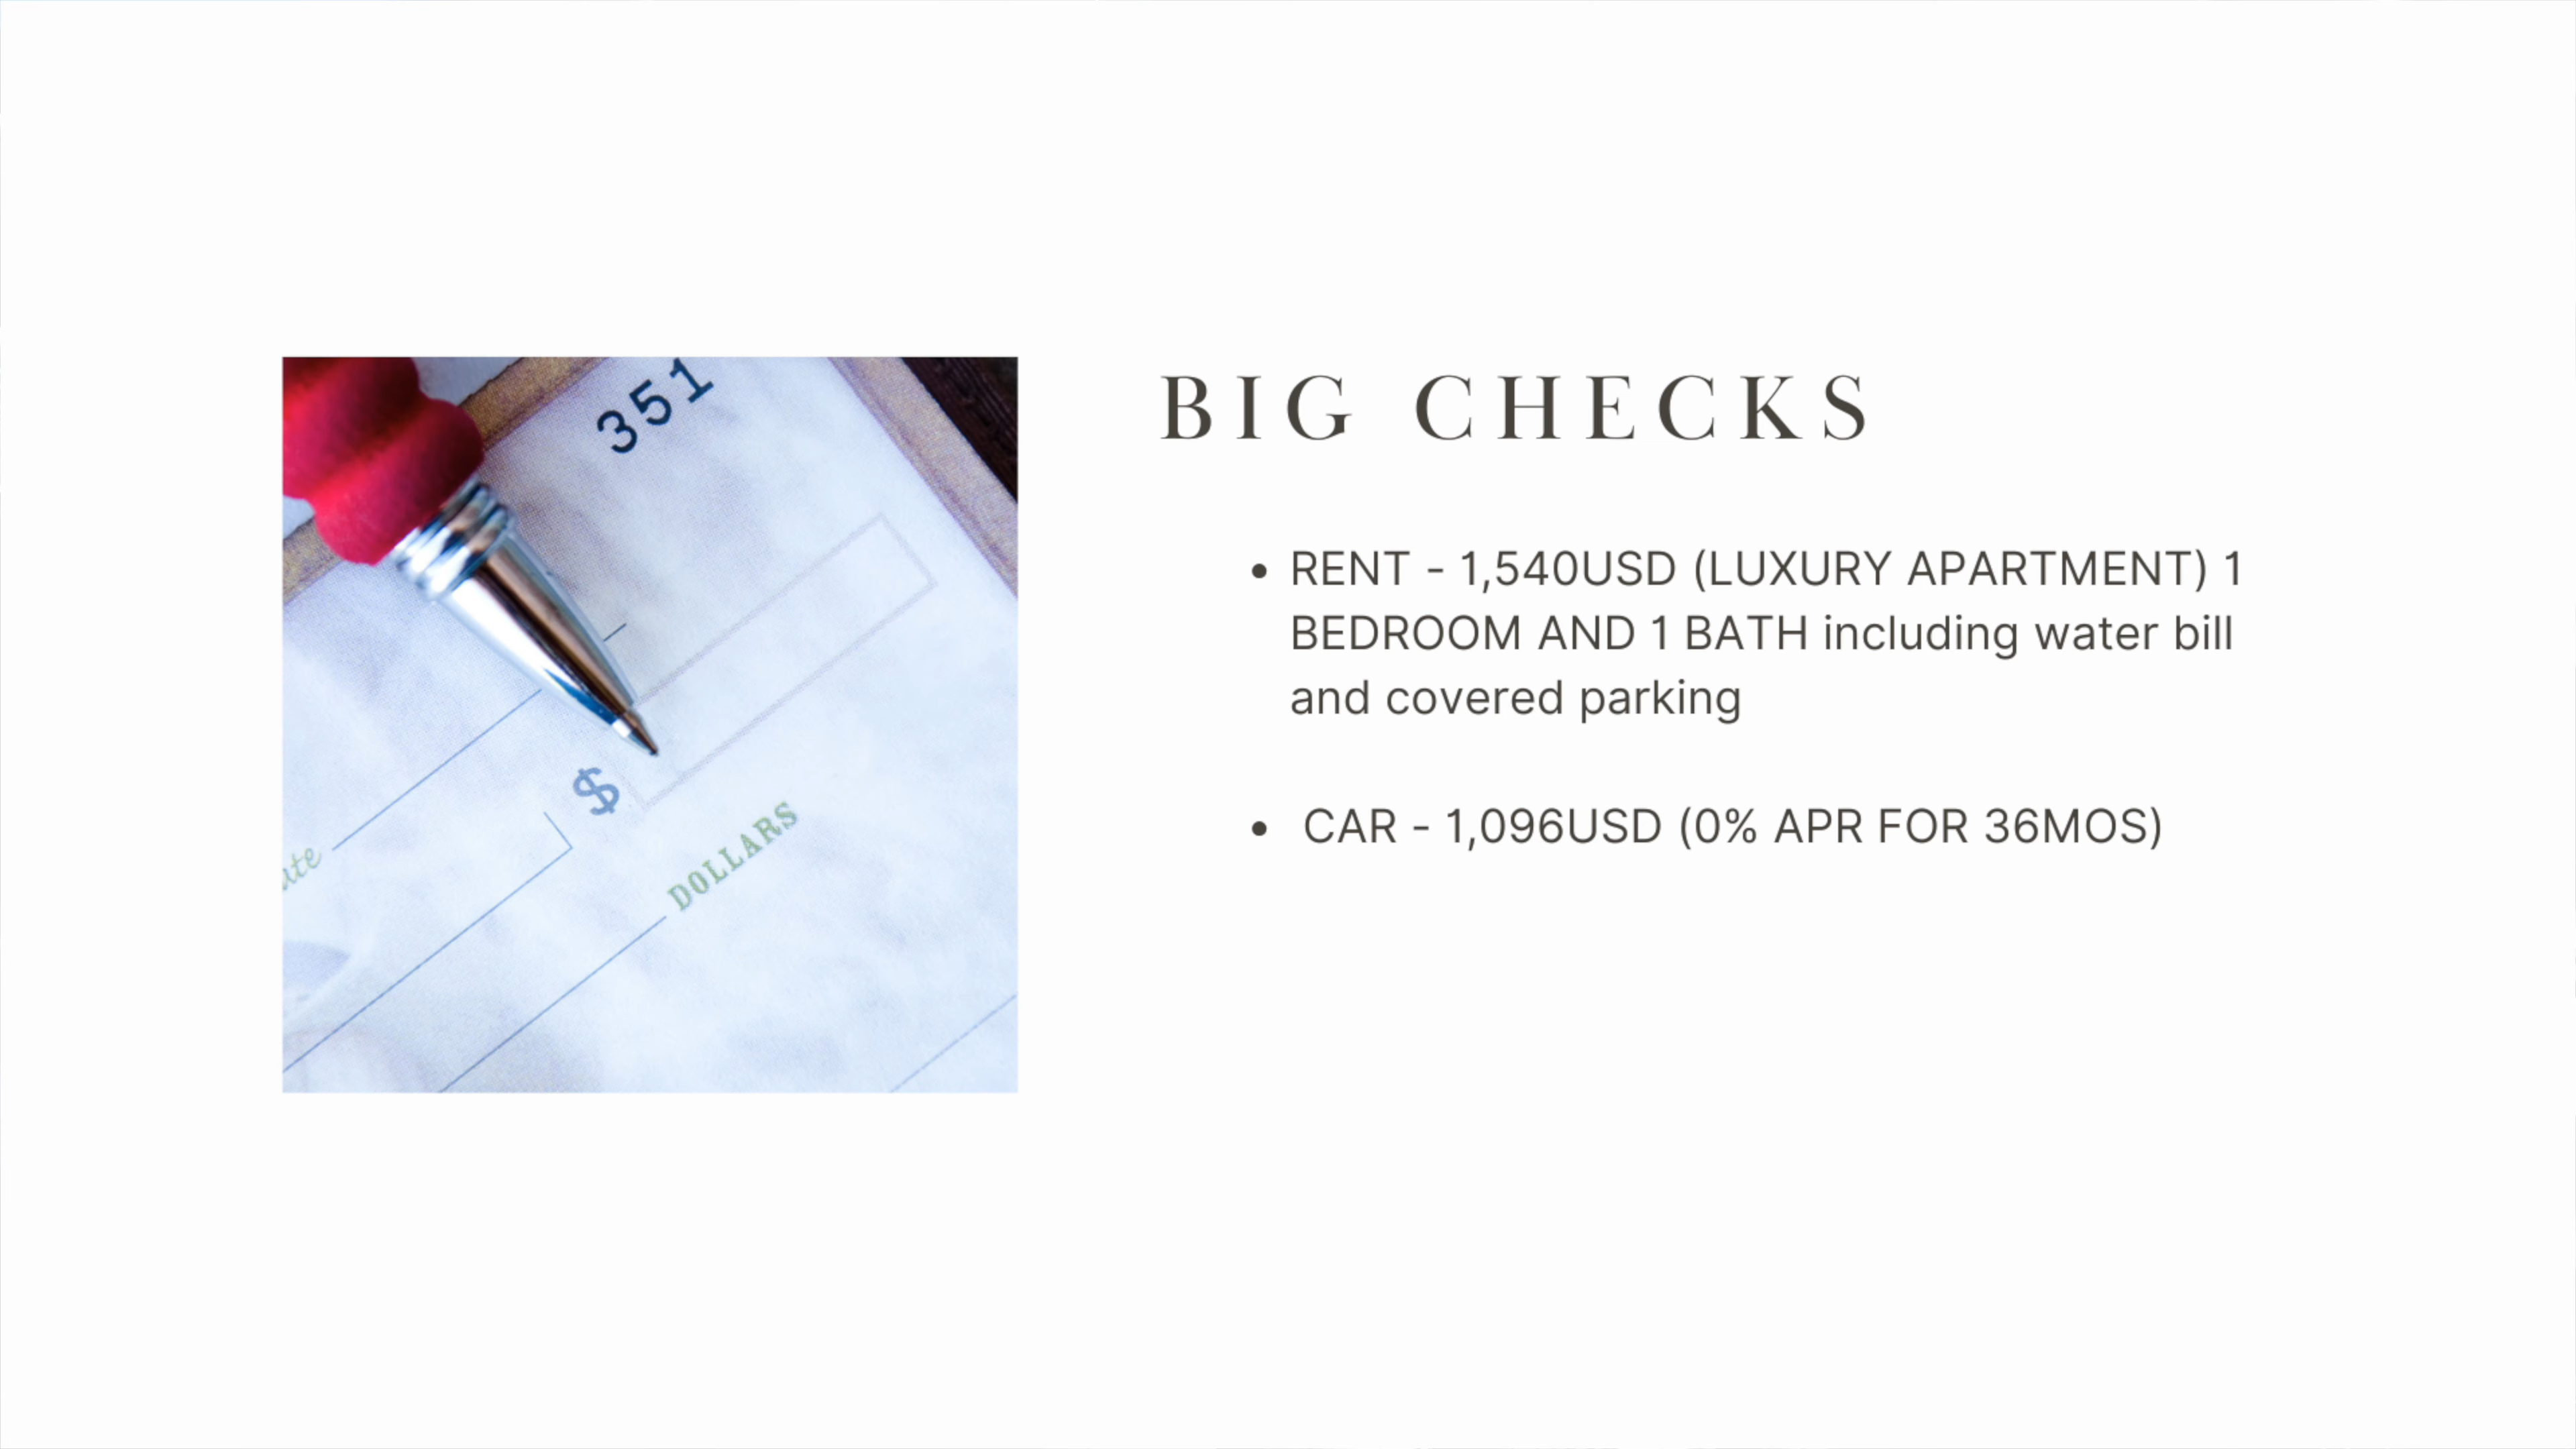 351
$
DOLLARS
BIG CHECKS
• RENT - 1,540USD (LUXURY APARTMENT) 1
BEDROOM AND 1 BATH including water bill
and covered parking
• CAR - 1,096USD (0% APR FOR 36MOS)